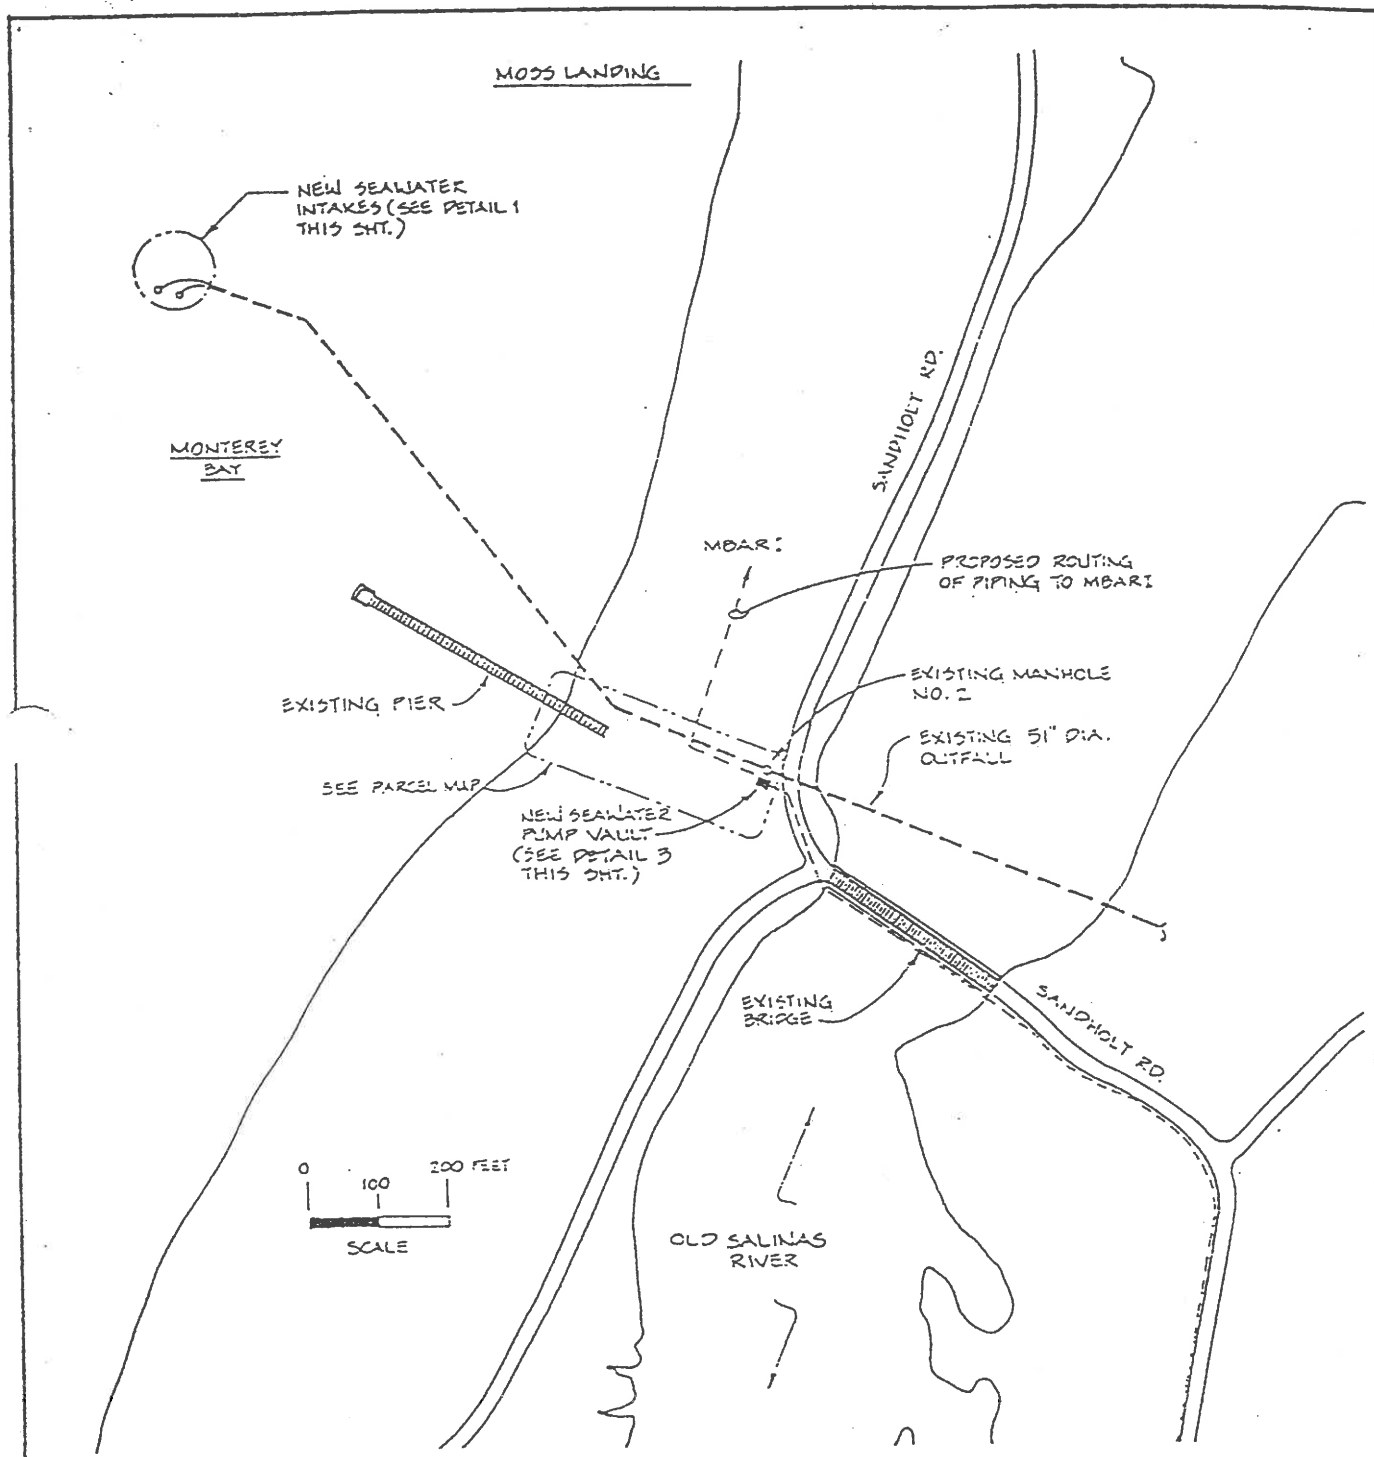 MOSS LANDING
NEW SEAWATER
INTAKES (SEE DETAIL 1
THIS SHT.)
MONTEREY
BAY
SANDHOLT RD.
MBARI
PROPOSED ROUTING
OF PIPING TO MBARI
EXISTING MANHOLE
NO. 2
EXISTING PIER
EXISTING 51" DIA.
OUTFALL
SEE PARCEL MAP
NEW SEAWATER
PUMP VAULT
(SEE DETAIL 3
THIS SHT.)
EXISTING
BRIDGE
SANDHOLT RD.
0 100 200 FEET
SCALE
OLD SALINAS
RIVER